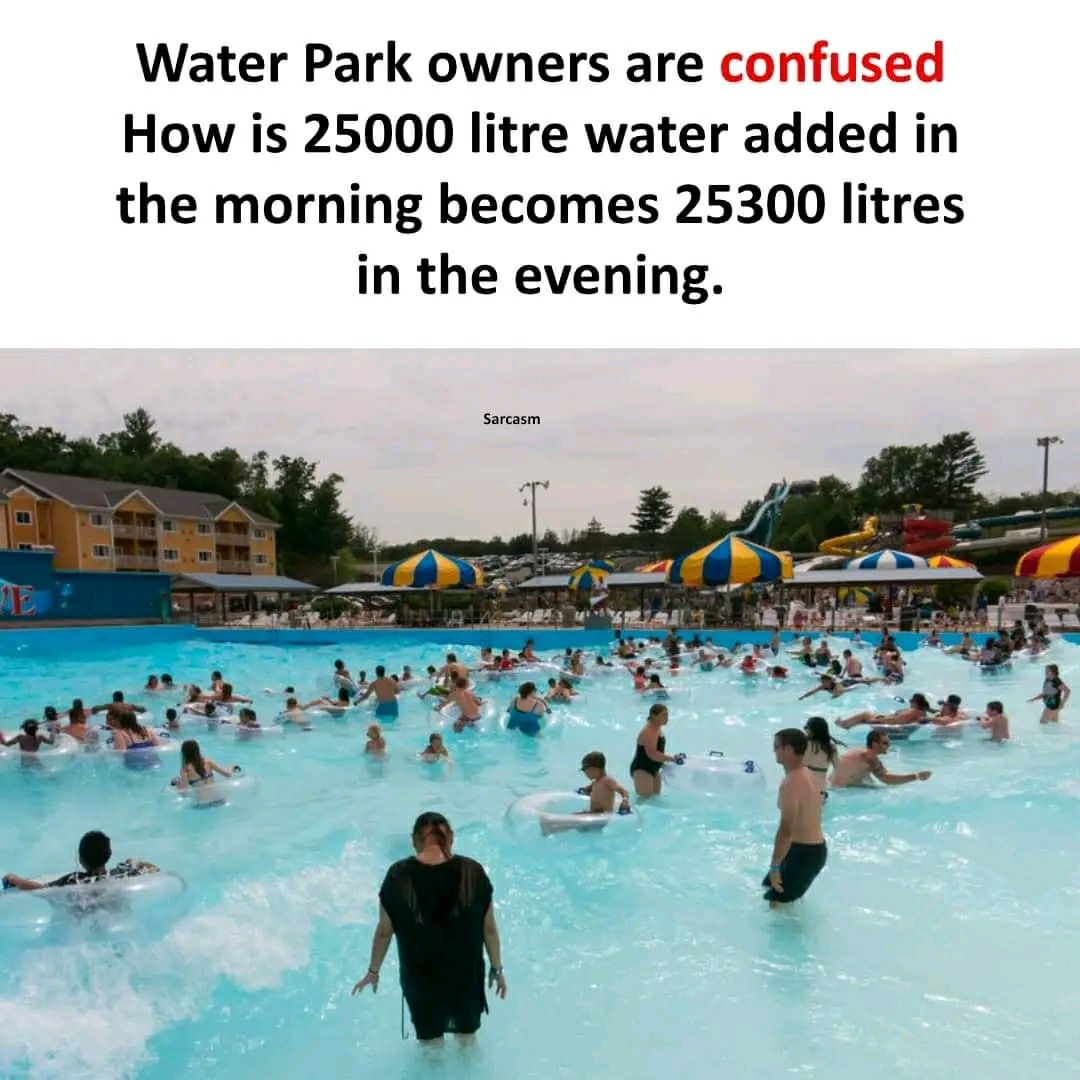 Water Park owners are confused
How is 25000 litre water added in
the morning becomes 25300 litres
in the evening.
Sarcasm